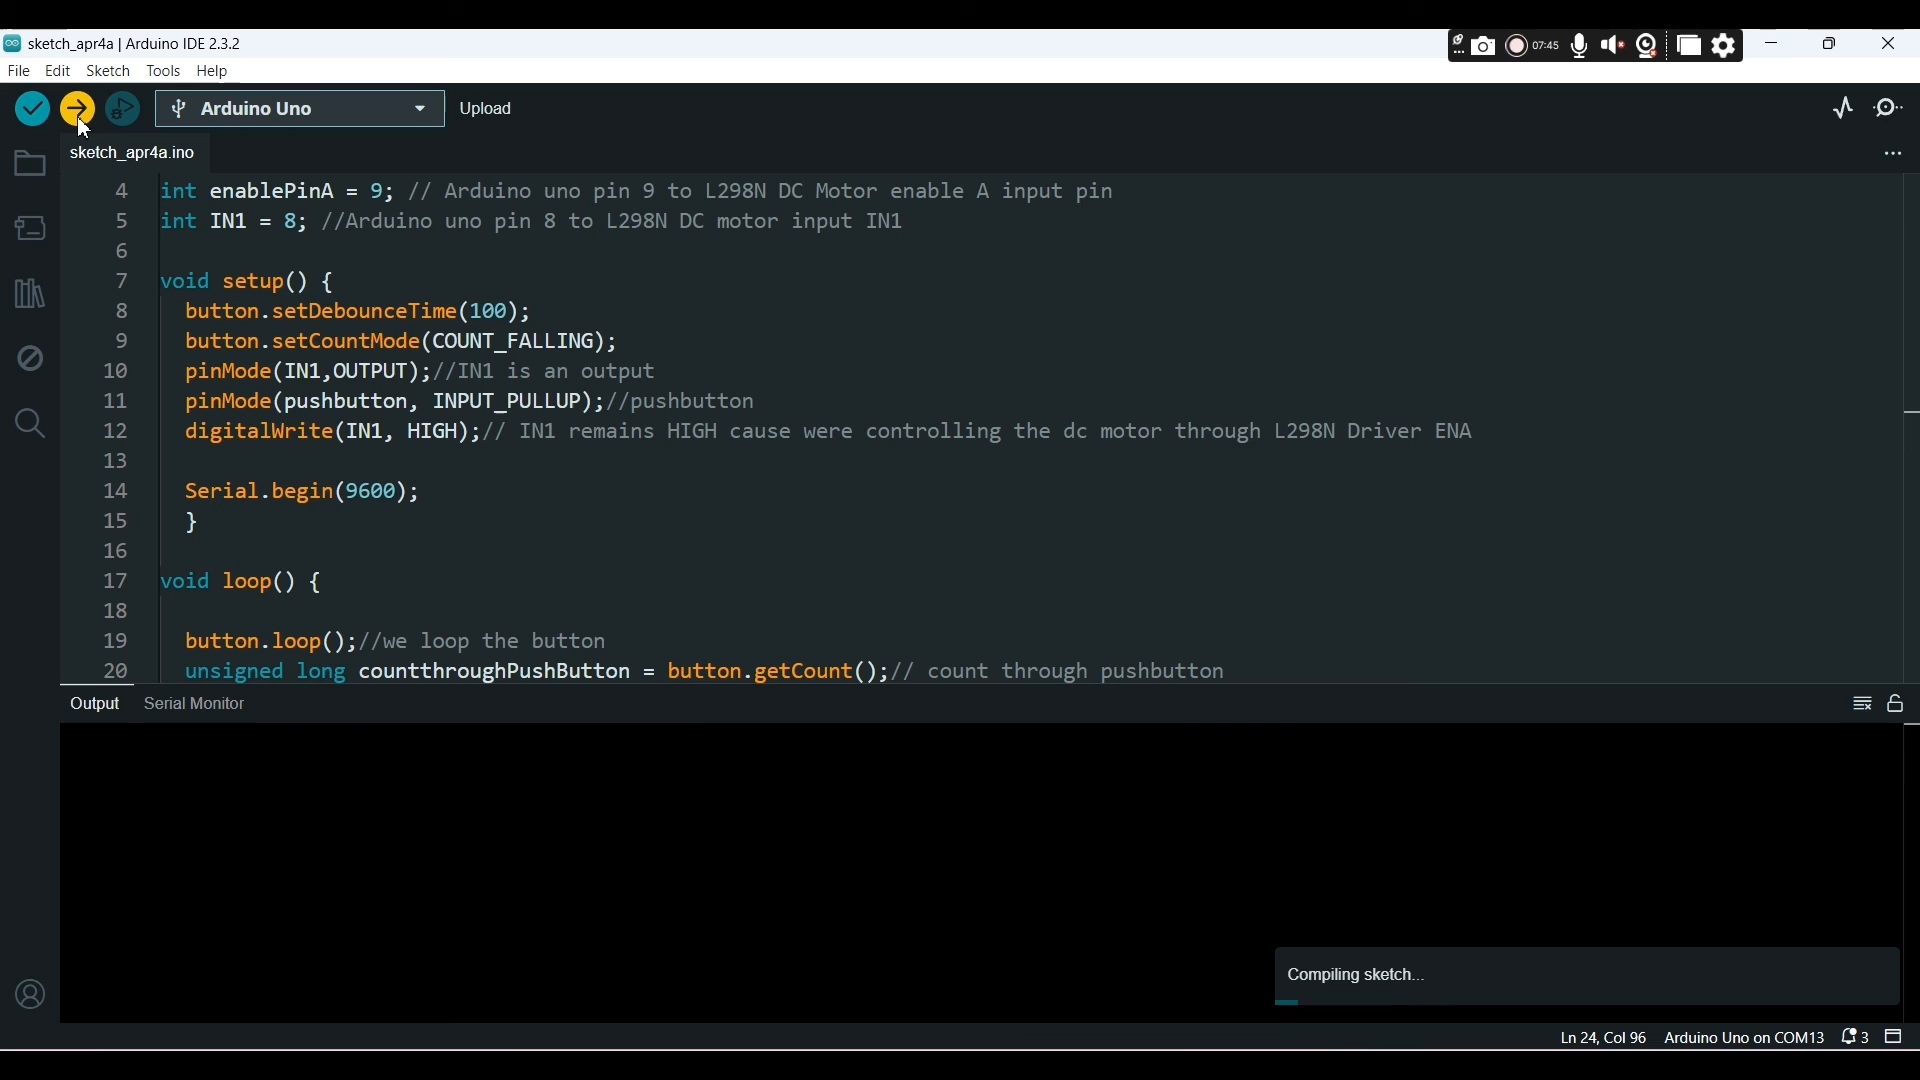 sketch_apr4a | Arduino IDE 2.3.2
07:45
File Edit Sketch Tools Help
Arduino Uno Upload
sketch_apr4a.ino
4 int enablePinA = 9; // Arduino uno pin 9 to L298N DC Motor enable A input pin
5 int IN1 = 8; //Arduino uno pin 8 to L298N DC motor input IN1
6
7 void setup() {
8 button.setDebounceTime(100);
9 button.setCountMode(COUNT_FALLING);
10 pinMode(IN1,OUTPUT);//IN1 is an output
11 pinMode(pushbutton, INPUT_PULLUP);//pushbutton
12 digitalWrite(IN1, HIGH);// IN1 remains HIGH cause were controlling the dc motor through L298N Driver ENA
13
14 Serial.begin(9600);
15 }
16
17 void loop() {
18
19 button.loop();//we loop the button
20 unsigned long countthroughPushButton = button.getCount();// count through pushbutton
Output Serial Monitor
Compiling sketch...
Ln 24, Col 96 Arduino Uno on COM13 3